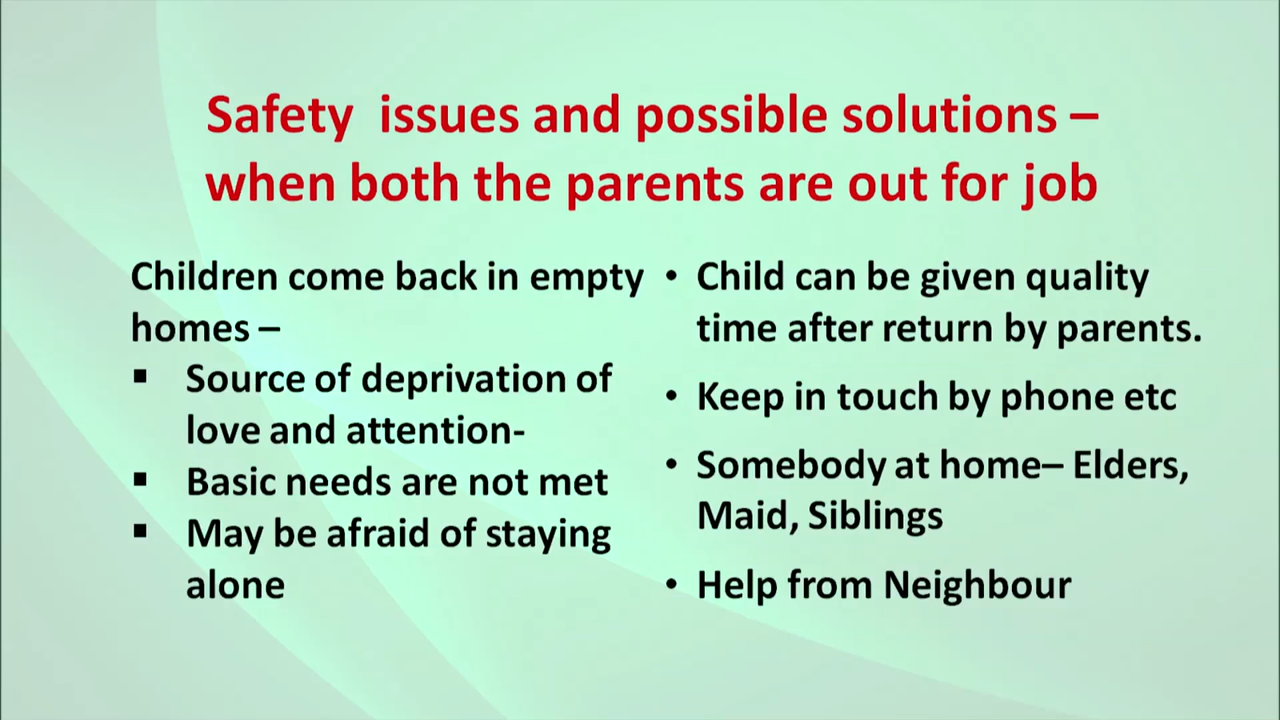 Safety  issues and possible solutions –
when both the parents are out for job
Children come back in empty
homes –
▪ Source of deprivation of
love and attention-
▪ Basic needs are not met
▪ May be afraid of staying
alone
• Child can be given quality
time after return by parents.
• Keep in touch by phone etc
• Somebody at home– Elders,
Maid, Siblings
• Help from Neighbour